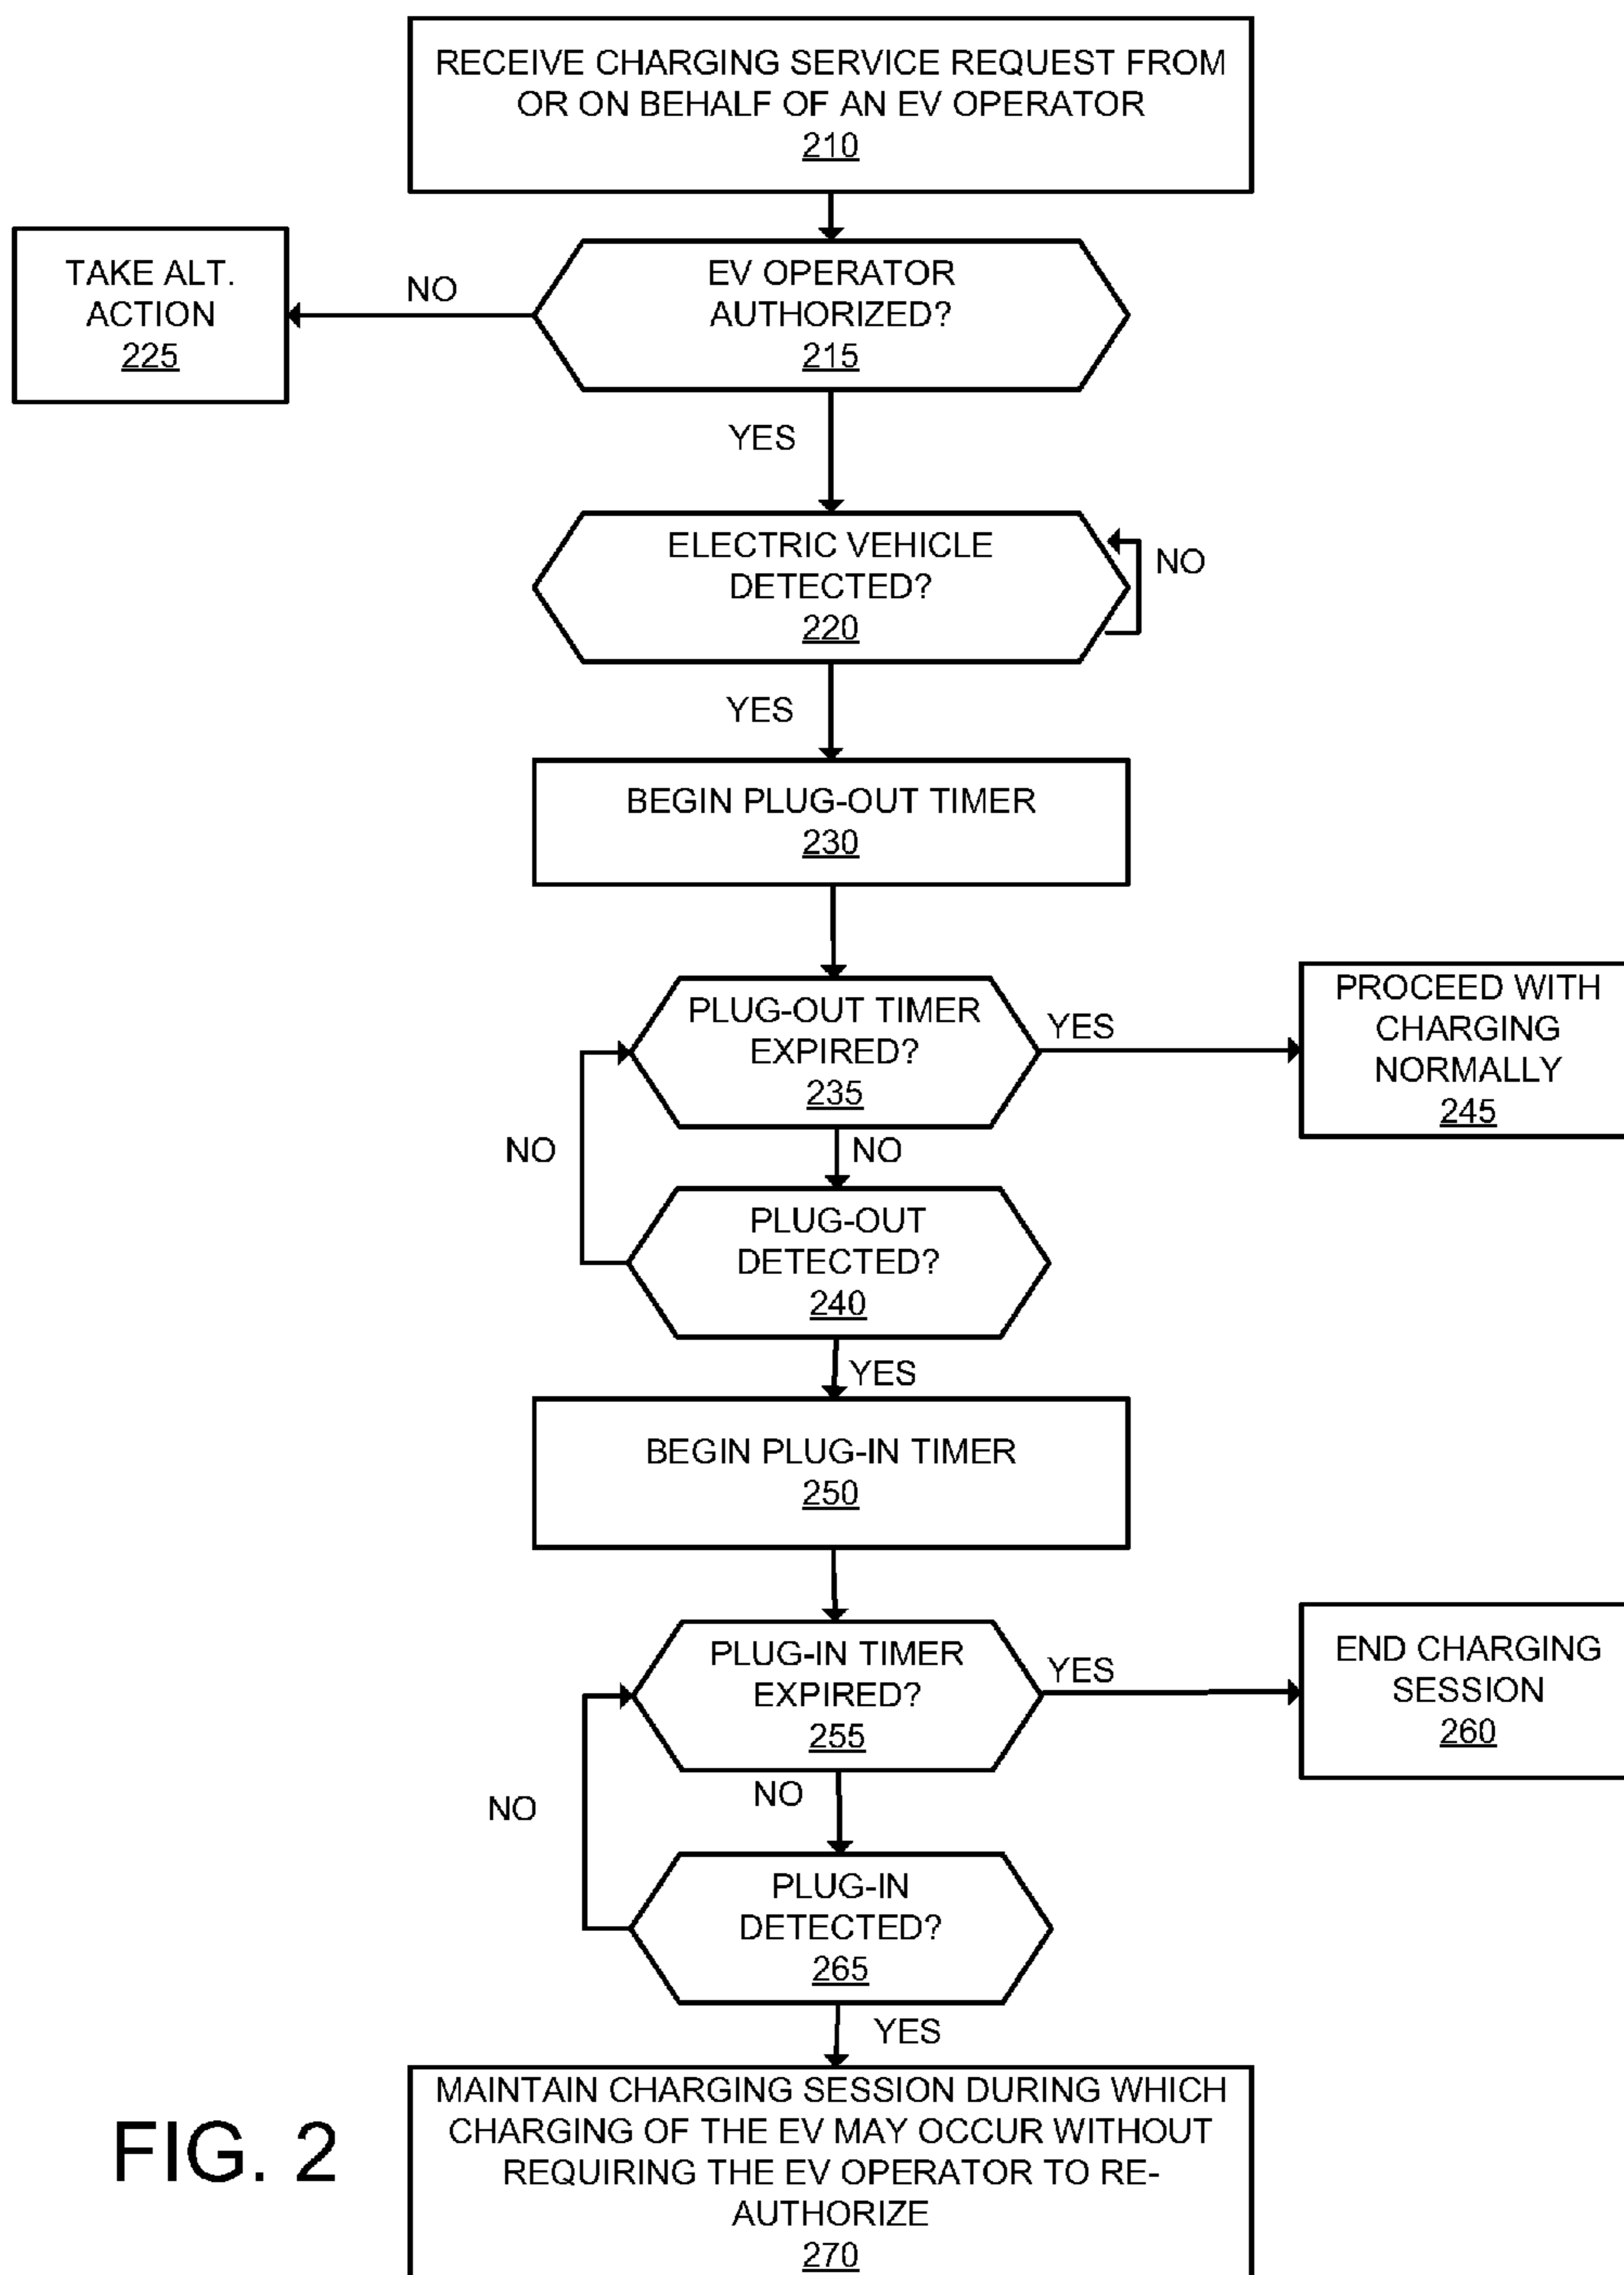 RECEIVE CHARGING SERVICE REQUEST FROM
OR ON BEHALF OF AN EV OPERATOR
210
TAKE ALT.
ACTION
225
NO
EV OPERATOR
AUTHORIZED?
215
YES
ELECTRIC VEHICLE
DETECTED?
220
NO
YES
BEGIN PLUG-OUT TIMER
230
PLUG-OUT TIMER
EXPIRED?
235
YES
PROCEED WITH
CHARGING
NORMALLY
245
NO
NO
PLUG-OUT
DETECTED?
240
YES
BEGIN PLUG-IN TIMER
250
PLUG-IN TIMER
EXPIRED?
255
YES
END CHARGING
SESSION
260
NO
NO
PLUG-IN
DETECTED?
265
YES
MAINTAIN CHARGING SESSION DURING WHICH
CHARGING OF THE EV MAY OCCUR WITHOUT
REQUIRING THE EV OPERATOR TO RE-
AUTHORIZE
270
FIG. 2